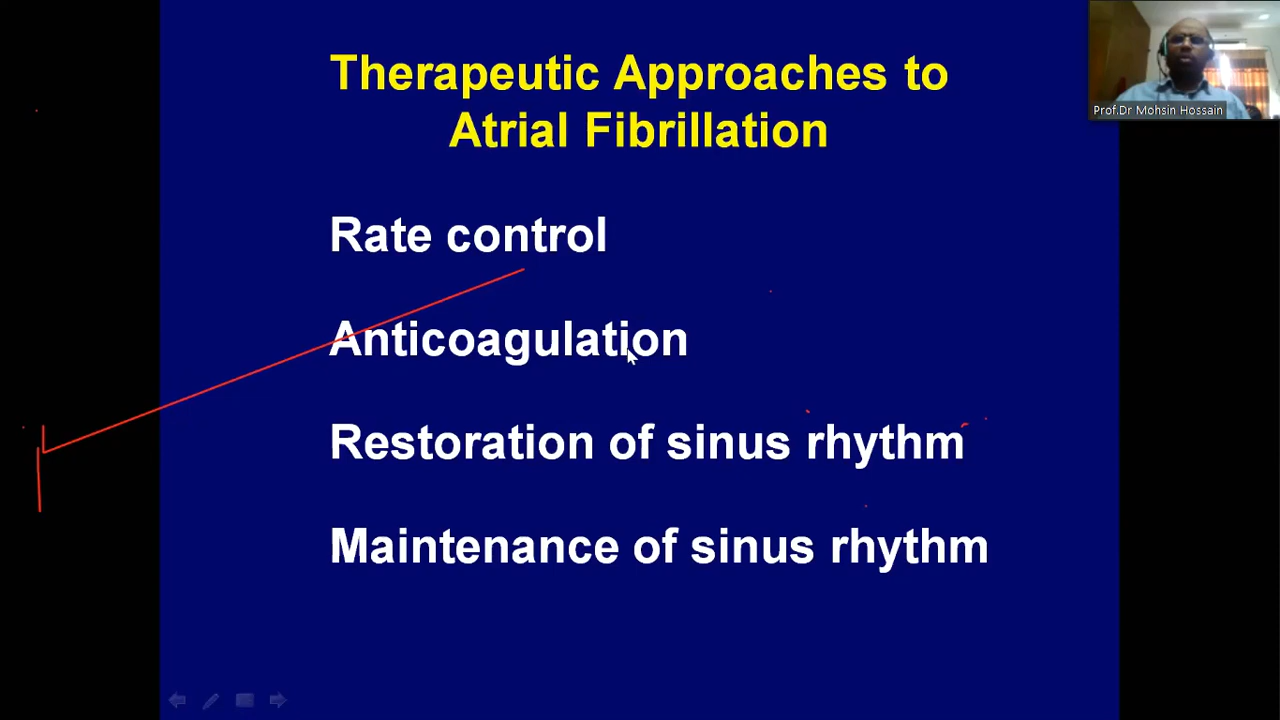 Therapeutic Approaches to
Atrial Fibrillation
Prof.Dr Mohsin Hossain
Rate control
Anticoagulation
Restoration of sinus rhythm
Maintenance of sinus rhythm